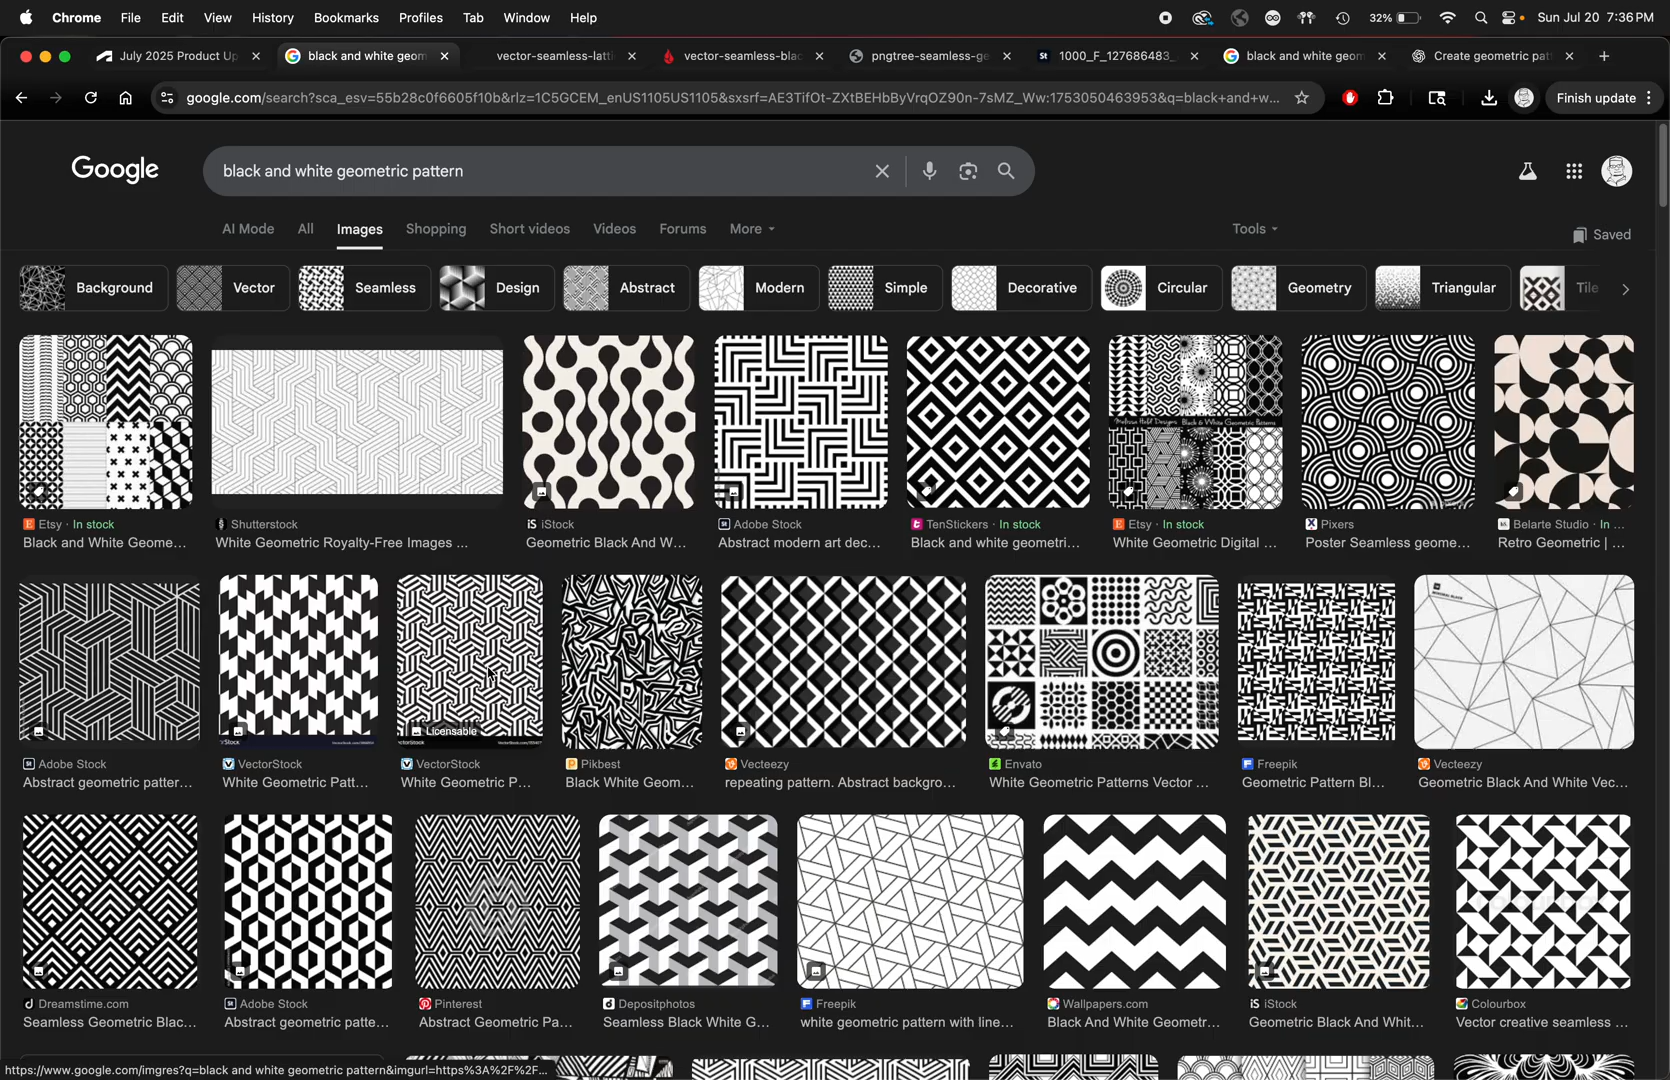 Chrome File Edit View History Bookmarks Profiles Tab Window Help 32% Sun Jul 20 7:36 PM
July 2025 Product Up black and white geom vector-seamless-latti vector-seamless-blac pngtree-seamless-ge 1000_F_127686483_ black and white geom Create geometric pat
google.com/search?sca_esv=55b28c0f6605f10b&rlz=1C5GCEM_enUS1105US1105&sxsrf=AE3TifOt-ZXtBEHbByVrqOZ90n-7sMZ_Ww:1753050463953&q=black+and+w... Finish update
Google
black and white geometric pattern
AI Mode All Images Shopping Short videos Videos Forums More Tools Saved
Background Vector Seamless Design Abstract Modern Simple Decorative Circular Geometry Triangular Tile
Melissa Held Designs Black & White Geometric Patterns
Etsy · In stock Shutterstock iStock Adobe Stock TenStickers · In stock Etsy · In stock Pixers Belarte Studio · In ...
Black and White Geome... White Geometric Royalty-Free Images ... Geometric Black And W... Abstract modern art dec... Black and white geometri... White Geometric Digital ... Poster Seamless geome... Retro Geometric | ...
Licensable
Adobe Stock VectorStock VectorStock Pikbest Vecteezy Envato Freepik Vecteezy
Abstract geometric patter... White Geometric Patt... White Geometric P... Black White Geom... repeating pattern. Abstract backgro... White Geometric Patterns Vector ... Geometric Pattern Bl... Geometric Black And White Vec...
Dreamstime.com Adobe Stock Pinterest Depositphotos Freepik Wallpapers.com iStock Colourbox
Seamless Geometric Blac... Abstract geometric patte... Abstract Geometric Pa... Seamless Black White G... white geometric pattern with line... Black And White Geometr... Geometric Black And Whit... Vector creative seamless ...
https://www.google.com/imgres?q=black and white geometric pattern&imgurl=https%3A%2F%2F...